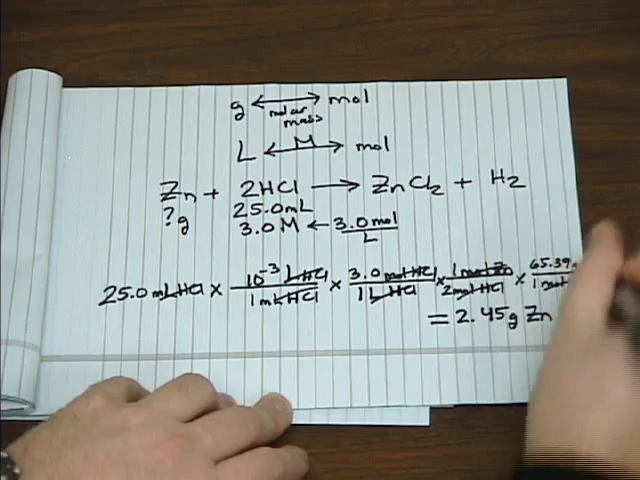 g ⟷ mol
molar
mass
L ⟷ mol
M
Zn + 2HCl → ZnCl2 + H2
?g 25.0mL
3.0 M ← 3.0 mol / L
25.0 mL HCl × 10⁻³ L HCl / 1 mL HCl × 3.0 mol HCl / 1 L HCl × 1 mol Zn / 2 mol HCl × 65.39 / 1 mol
= 2.45g Zn